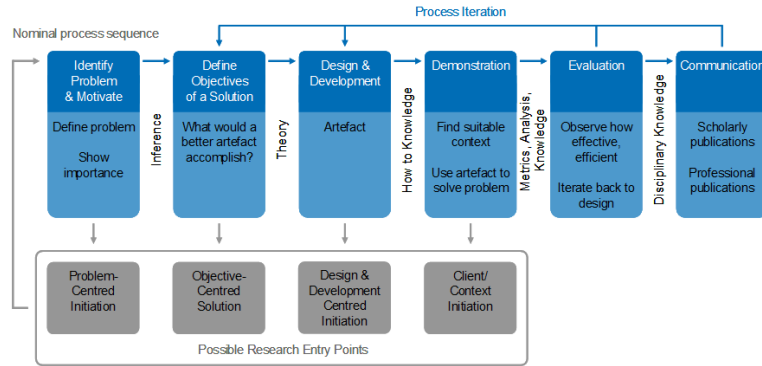 Process Iteration
Nominal process sequence
Identify
Problem
& Motivate
Define problem
Show
importance
Inference
Define
Objectives
of a Solution
What would a
better artefact
accomplish?
Theory
Design &
Development
Artefact
How to Knowledge
Demonstration
Find suitable
context
Use artefact to
solve problem
Metrics, Analysis,
Knowledge
Evaluation
Observe how
effective,
efficient
Iterate back to
design
Disciplinary Knowledge
Communication
Scholarly
publications
Professional
publications
Problem-
Centred
Initiation
Objective-
Centred
Solution
Design &
Development
Centred
Initiation
Client/
Context
Initiation
Possible Research Entry Points